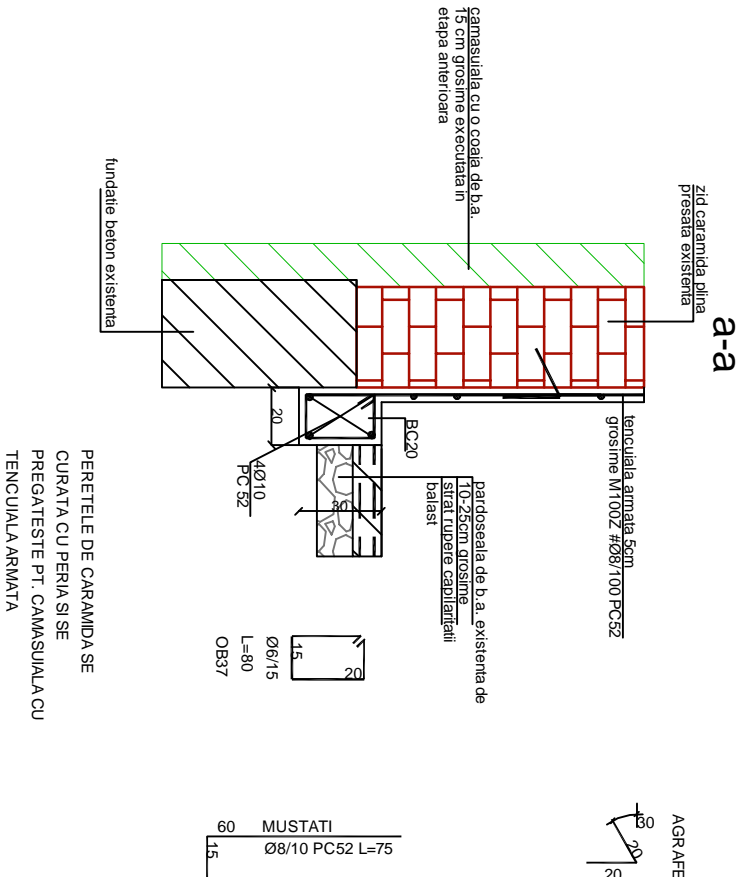 a-a
zid caramida plina
presata existenta
camasuiala cu o coaja de b.a.
15 cm grosime executata in
etapa anterioara
fundatie beton existenta
tencuiala armata 5cm
grosime M100Z #Ø8/100 PC52
BC20
20
4Ø10
PC 52
30
pardoseala de b.a. existenta de
10-25cm grosime
strat rupere capilaritatii
balast
15
20
Ø6/15
L=80
OB37
PERETELE DE CARAMIDA SE
CURATA CU PERIA SI SE
PREGATESTE PT. CAMASUIALA CU
TENCUIALA ARMATA
60 MUSTATI
15
Ø8/10 PC52 L=75
AGRAFE
30
20
20